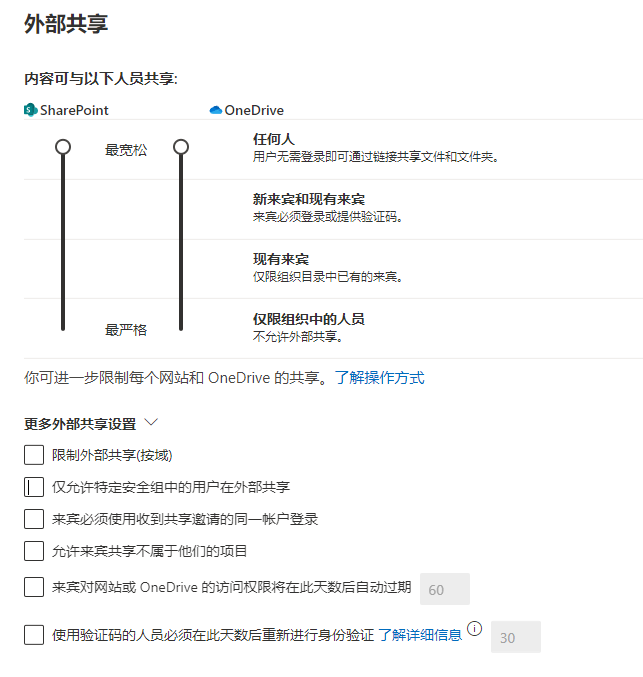 外部共享
内容可与以下人员共享:
SharePoint
OneDrive
最宽松
任何人
用户无需登录即可通过链接共享文件和文件夹。
新来宾和现有来宾
来宾必须登录或提供验证码。
现有来宾
仅限组织目录中已有的来宾。
最严格
仅限组织中的人员
不允许外部共享。
你可进一步限制每个网站和 OneDrive 的共享。了解操作方式
更多外部共享设置
限制外部共享(按域)
仅允许特定安全组中的用户在外部共享
来宾必须使用收到共享邀请的同一帐户登录
允许来宾共享不属于他们的项目
来宾对网站或 OneDrive 的访问权限将在此天数后自动过期 60
使用验证码的人员必须在此天数后重新进行身份验证 了解详细信息 30